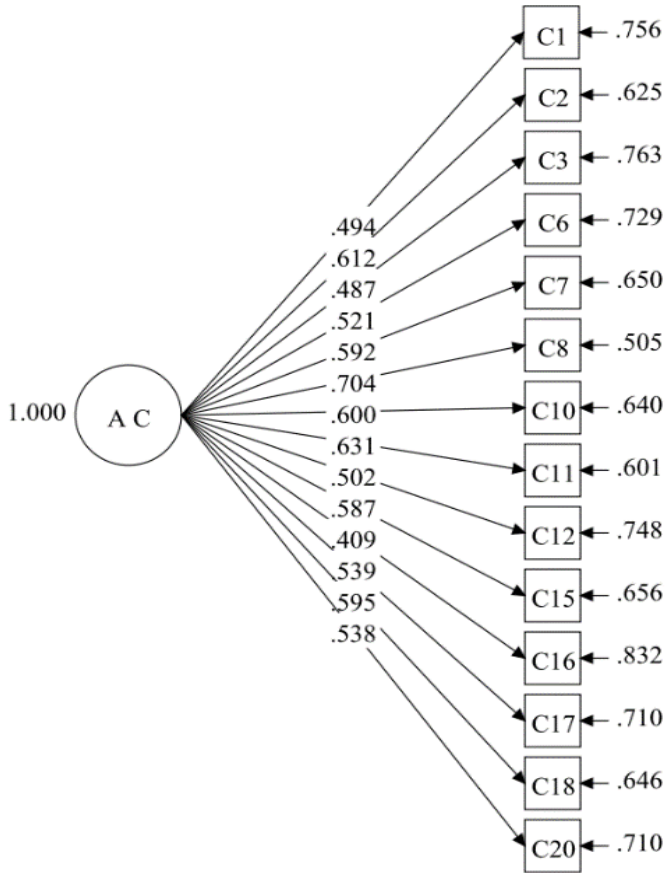 C1 .756
C2 .625
C3 .763
C6 .729
.494
.612
C7 .650
.487
.521
C8 .505
.592
.704
1.000 A C .600 C10 .640
.631
C11 .601
.502
.587
C12 .748
.409
.539
C15 .656
.595
.538
C16 .832
C17 .710
C18 .646
C20 .710